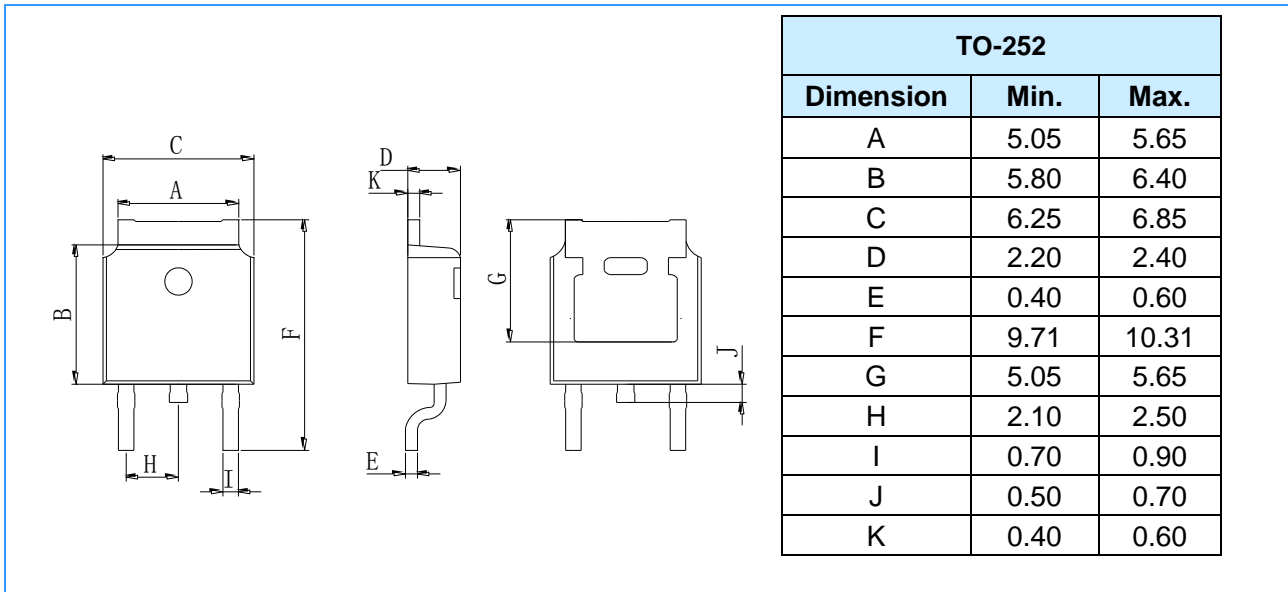 C
A
B
F
H
I
D
K
E
G
J
TO-252
Dimension Min. Max.
A 5.05 5.65
B 5.80 6.40
C 6.25 6.85
D 2.20 2.40
E 0.40 0.60
F 9.71 10.31
G 5.05 5.65
H 2.10 2.50
I 0.70 0.90
J 0.50 0.70
K 0.40 0.60